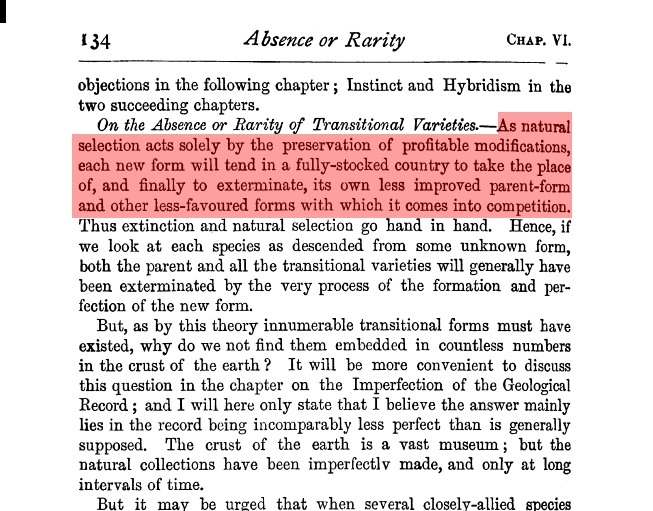 134 Absence or Rarity CHAP. VI.
objections in the following chapter; Instinct and Hybridism in the
two succeeding chapters.
On the Absence or Rarity of Transitional Varieties.—As natural
selection acts solely by the preservation of profitable modifications,
each new form will tend in a fully-stocked country to take the place
of, and finally to exterminate, its own less improved parent-form
and other less-favoured forms with which it comes into competition.
Thus extinction and natural selection go hand in hand. Hence, if
we look at each species as descended from some unknown form,
both the parent and all the transitional varieties will generally have
been exterminated by the very process of the formation and per-
fection of the new form.
But, as by this theory innumerable transitional forms must have
existed, why do we not find them embedded in countless numbers
in the crust of the earth? It will be more convenient to discuss
this question in the chapter on the Imperfection of the Geological
Record; and I will here only state that I believe the answer mainly
lies in the record being incomparably less perfect than is generally
supposed. The crust of the earth is a vast museum; but the
natural collections have been imperfectly made, and only at long
intervals of time.
But it may be urged that when several closely-allied species